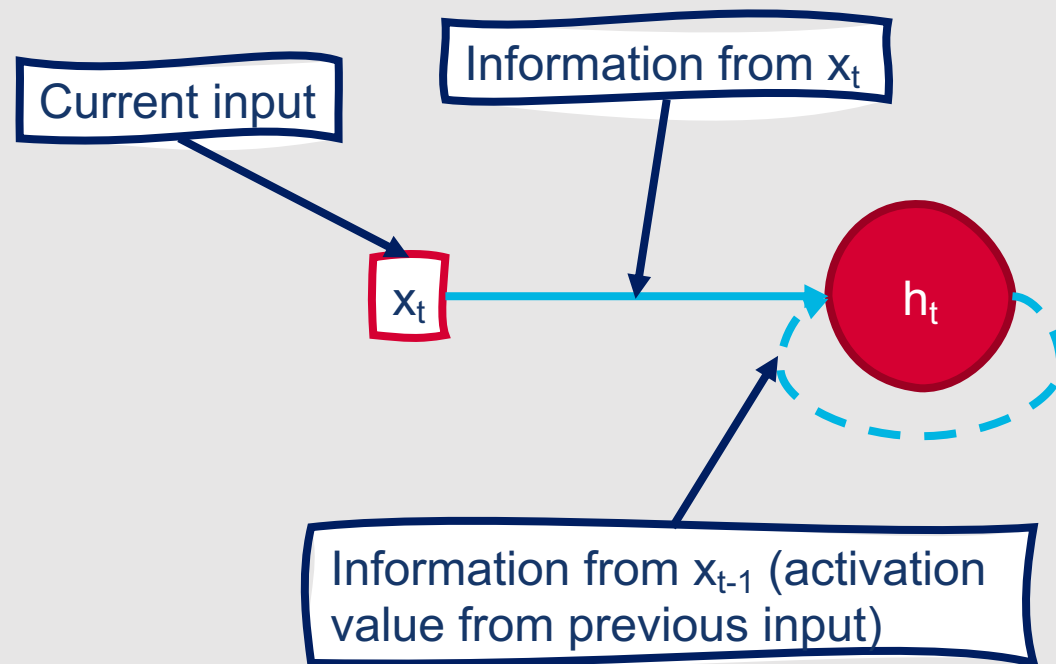 Information from xₜ
Current input
xₜ
hₜ
Information from xₜ₋₁ (activation
value from previous input)